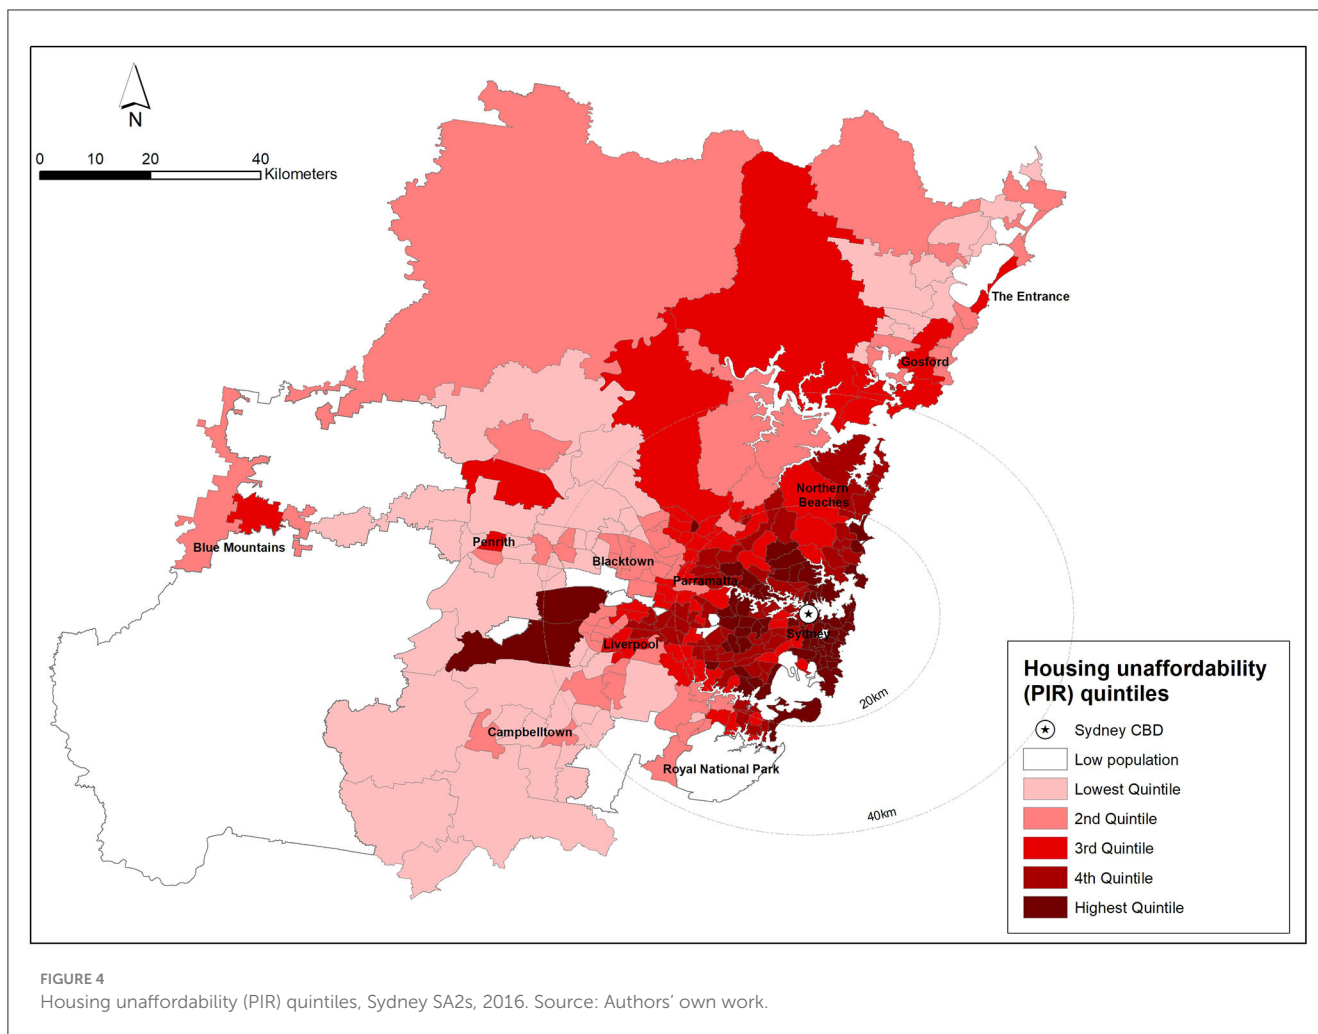 N
0 10 20 40
Kilometers
The Entrance
Gosford
Northern
Beaches
Blue Mountains
Penrith
Blacktown
Parramatta
Sydney
Liverpool
Campbelltown
Royal National Park
20km
40km
Housing unaffordability
(PIR) quintiles
Sydney CBD
Low population
Lowest Quintile
2nd Quintile
3rd Quintile
4th Quintile
Highest Quintile
FIGURE 4
Housing unaffordability (PIR) quintiles, Sydney SA2s, 2016. Source: Authors' own work.